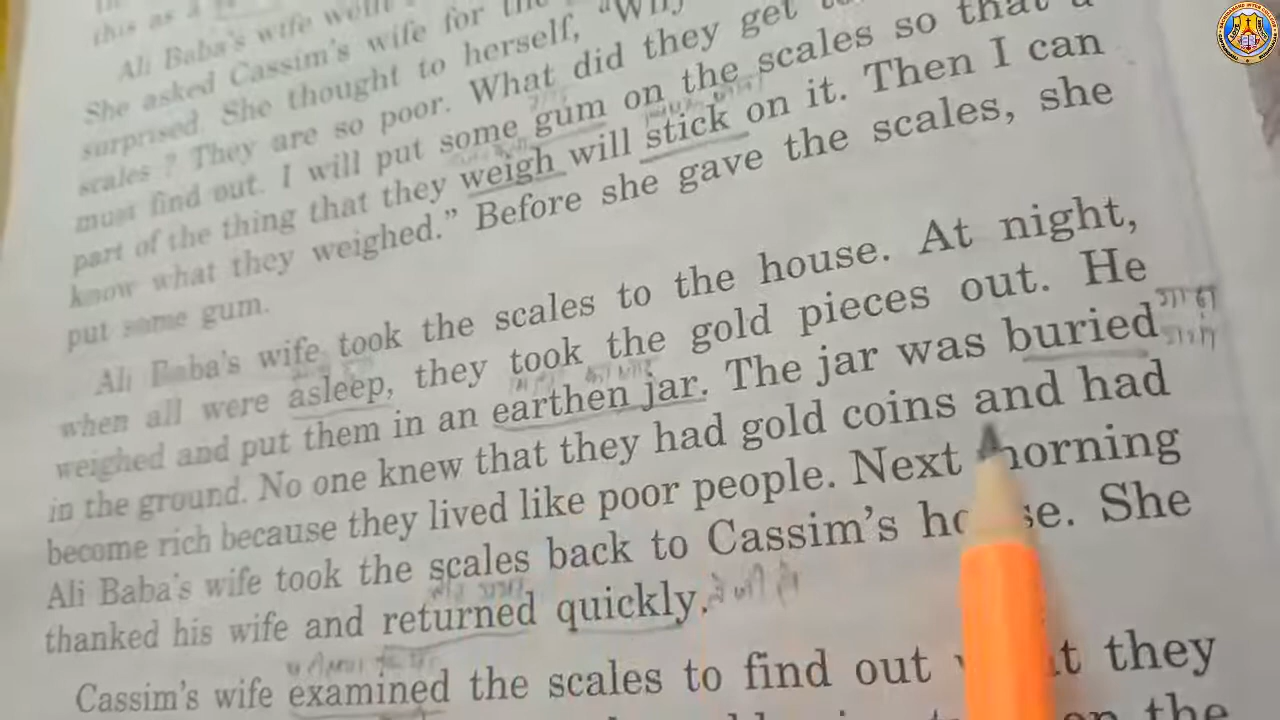 this as a
Ali Baba's wife went
She asked Cassim's wife for the
surprised. She thought to herself, "Why
scales ? They are so poor. What did they get
must find out. I will put some gum on the scales so that a
part of the thing that they weigh will stick on it. Then I can
know what they weighed." Before she gave the scales, she
put some gum.
Ali Baba's wife took the scales to the house. At night,
when all were asleep, they took the gold pieces out. He
weighed and put them in an earthen jar. The jar was buried
in the ground. No one knew that they had gold coins and had
become rich because they lived like poor people. Next morning
Ali Baba's wife took the scales back to Cassim's house. She
thanked his wife and returned quickly.
Cassim's wife examined the scales to find out what they
on the